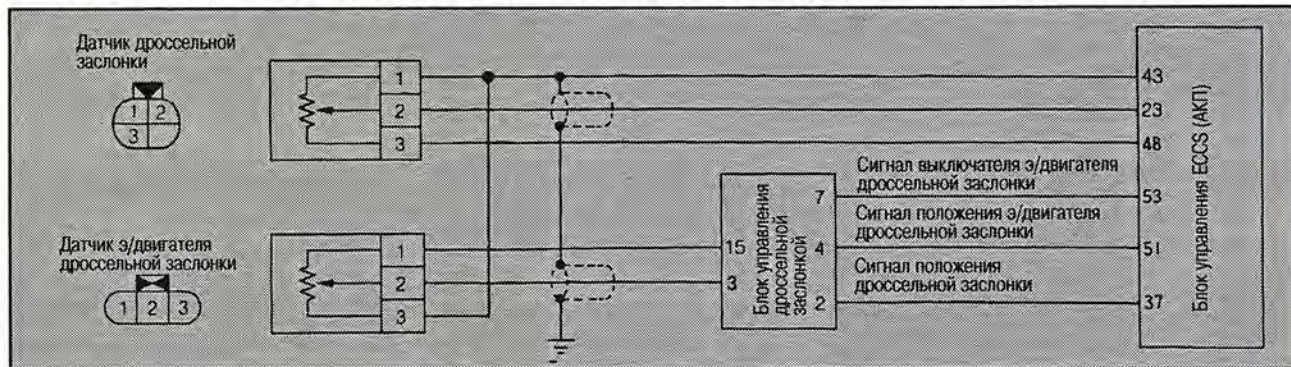 Датчик дроссельной
заслонки
1 2
3
1
2
3
Датчик э/двигателя
дроссельной заслонки
1 2 3
1
2
3
15
3
Блок управления
дроссельной
заслонкой
7
4
2
Сигнал выключателя э/двигателя
дроссельной заслонки
Сигнал положения э/двигателя
дроссельной заслонки
Сигнал положения
дроссельной заслонки
43
23
48
53
51
37
Блок управления ECCS (АКП)